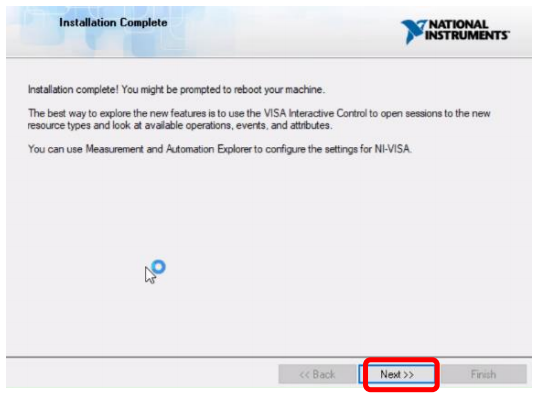 Installation Complete
NATIONAL
INSTRUMENTS
Installation complete! You might be prompted to reboot your machine.
The best way to explore the new features is to use the VISA Interactive Control to open sessions to the new
resource types and look at available operations, events, and attributes.
You can use Measurement and Automation Explorer to configure the settings for NI-VISA.
<< Back Next >> Finish